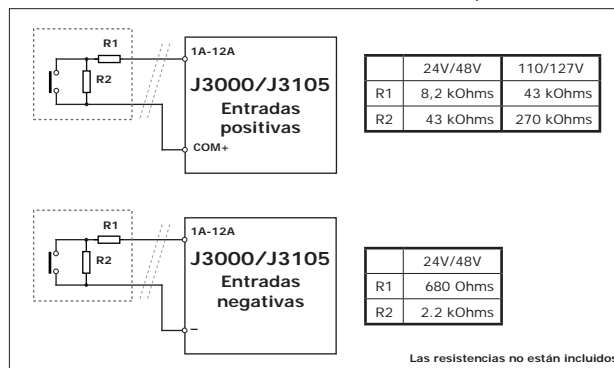 R1
R2
1A-12A
J3000/J3105
Entradas
positivas
COM+
24V/48V 110/127V
R1 8,2 kOhms 43 kOhms
R2 43 kOhms 270 kOhms
R1
R2
1A-12A
J3000/J3105
Entradas
negativas
–
24V/48V
R1 680 Ohms
R2 2.2 kOhms
Las resistencias no están incluidos